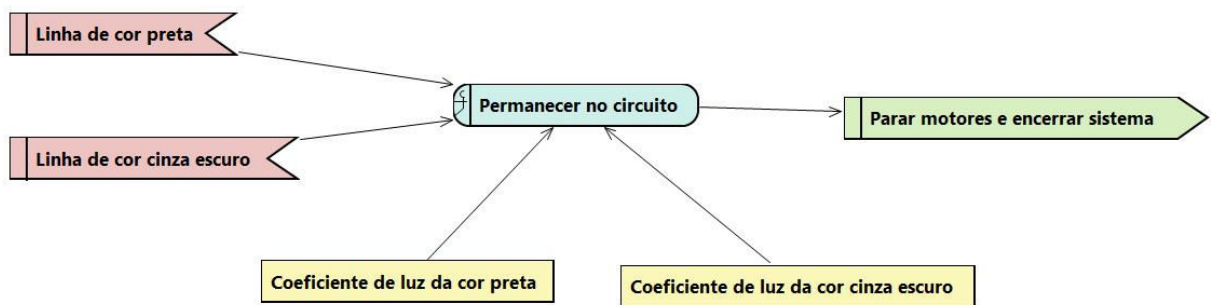 Linha de cor preta
Permanecer no circuito
Parar motores e encerrar sistema
Linha de cor cinza escuro
Coeficiente de luz da cor preta
Coeficiente de luz da cor cinza escuro